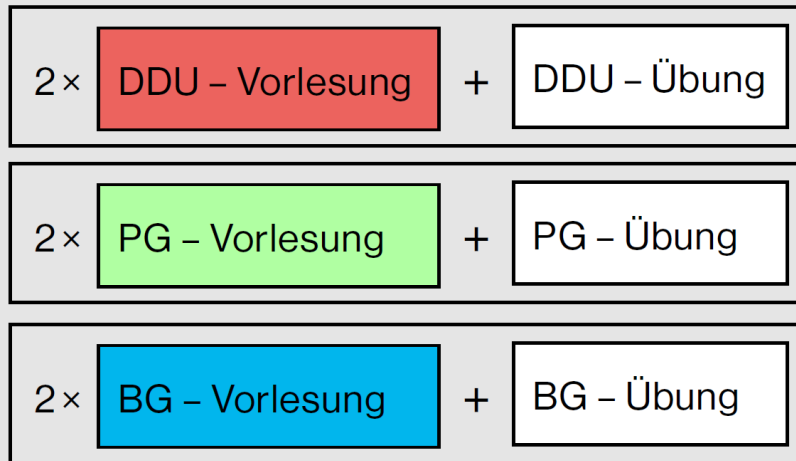 2× DDU – Vorlesung + DDU – Übung
2× PG – Vorlesung + PG – Übung
2× BG – Vorlesung + BG – Übung